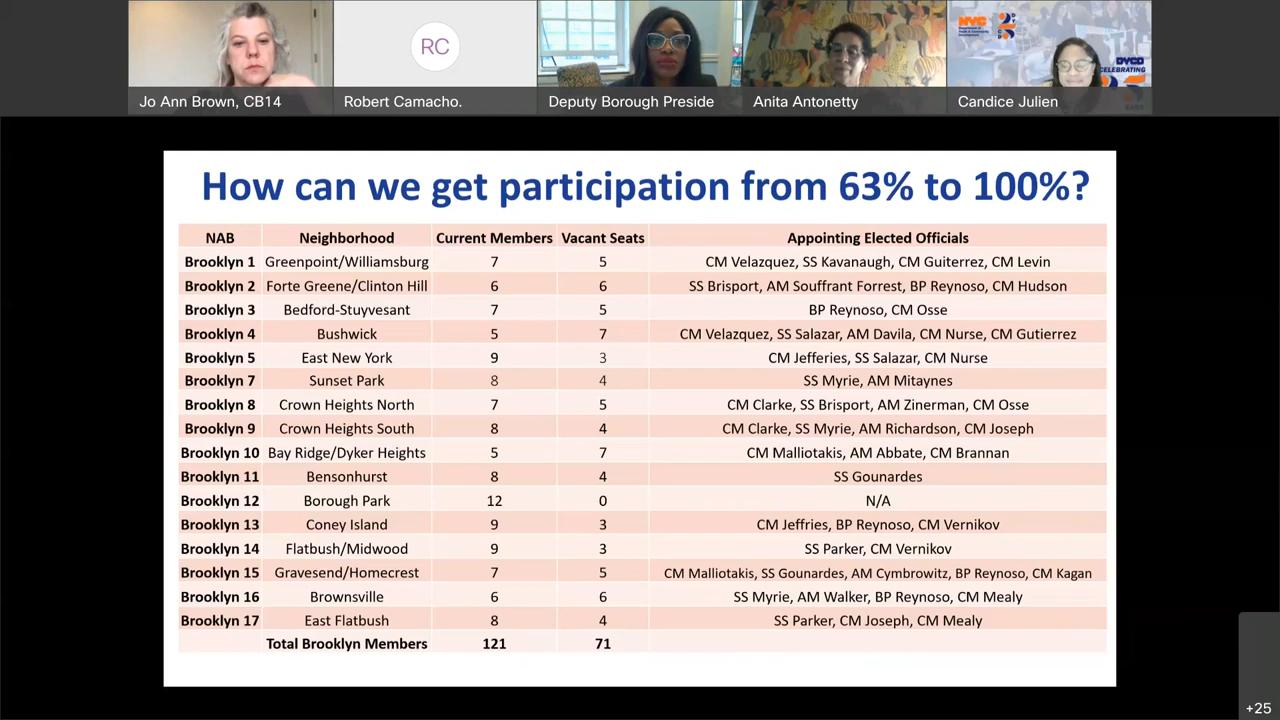 Jo Ann Brown, CB14
RC
Robert Camacho.
Deputy Borough Preside
Anita Antonetty
NYC
DYCD
CELEBRATING
Candice Julien
How can we get participation from 63% to 100%?
NAB Neighborhood Current Members Vacant Seats Appointing Elected Officials
Brooklyn 1 Greenpoint/Williamsburg 7 5 CM Velazquez, SS Kavanaugh, CM Guiterrez, CM Levin
Brooklyn 2 Forte Greene/Clinton Hill 6 6 SS Brisport, AM Souffrant Forrest, BP Reynoso, CM Hudson
Brooklyn 3 Bedford-Stuyvesant 7 5 BP Reynoso, CM Osse
Brooklyn 4 Bushwick 5 7 CM Velazquez, SS Salazar, AM Davila, CM Nurse, CM Gutierrez
Brooklyn 5 East New York 9 3 CM Jefferies, SS Salazar, CM Nurse
Brooklyn 7 Sunset Park 8 4 SS Myrie, AM Mitaynes
Brooklyn 8 Crown Heights North 7 5 CM Clarke, SS Brisport, AM Zinerman, CM Osse
Brooklyn 9 Crown Heights South 8 4 CM Clarke, SS Myrie, AM Richardson, CM Joseph
Brooklyn 10 Bay Ridge/Dyker Heights 5 7 CM Malliotakis, AM Abbate, CM Brannan
Brooklyn 11 Bensonhurst 8 4 SS Gounardes
Brooklyn 12 Borough Park 12 0 N/A
Brooklyn 13 Coney Island 9 3 CM Jeffries, BP Reynoso, CM Vernikov
Brooklyn 14 Flatbush/Midwood 9 3 SS Parker, CM Vernikov
Brooklyn 15 Gravesend/Homecrest 7 5 CM Malliotakis, SS Gounardes, AM Cymbrowitz, BP Reynoso, CM Kagan
Brooklyn 16 Brownsville 6 6 SS Myrie, AM Walker, BP Reynoso, CM Mealy
Brooklyn 17 East Flatbush 8 4 SS Parker, CM Joseph, CM Mealy
Total Brooklyn Members 121 71
+25